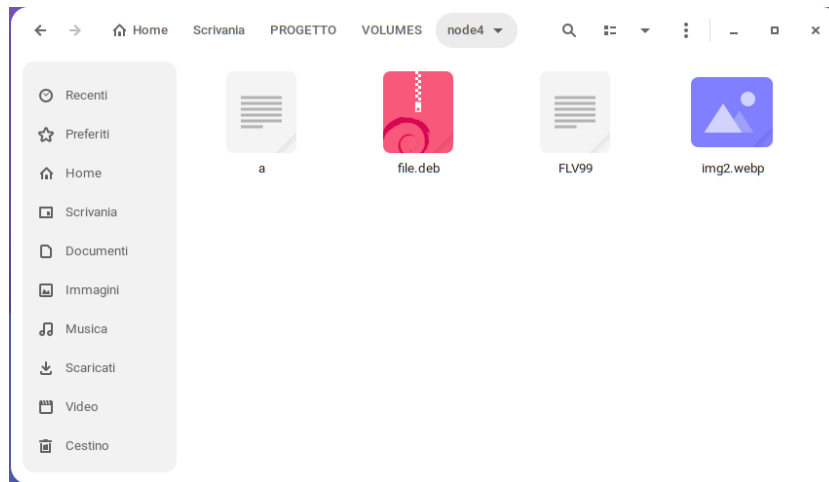 Home Scrivania PROGETTO VOLUMES node4
Recenti
Preferiti
Home
Scrivania
Documenti
Immagini
Musica
Scaricati
Video
Cestino
a file.deb FLV99 img2.webp